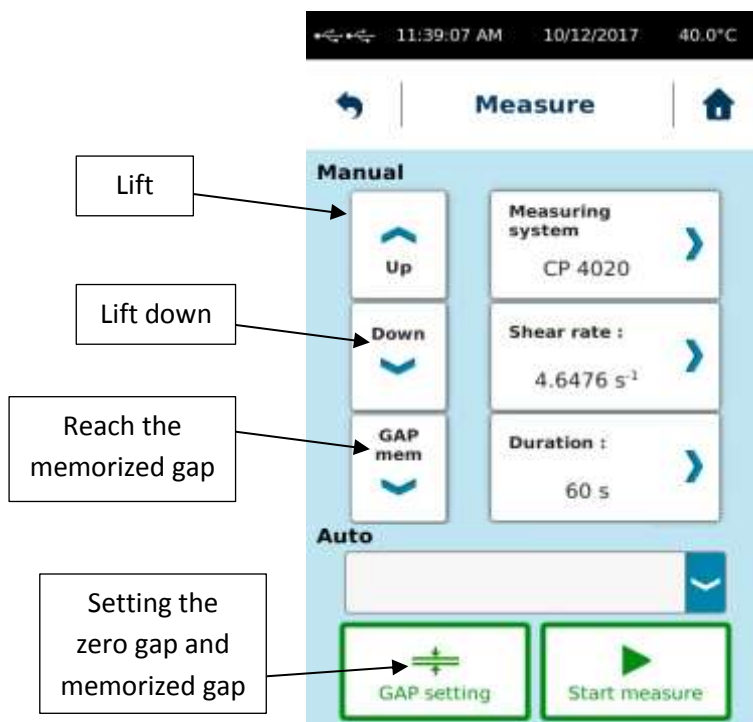 11:39:07 AM 10/12/2017 40.0°C
Measure
Manual
Lift
Up
Measuring
system
CP 4020
Lift down
Down
Shear rate :
4.6476 s⁻¹
Reach the
memorized gap
GAP
mem
Duration :
60 s
Auto
Setting the
zero gap and
memorized gap
GAP setting
Start measure